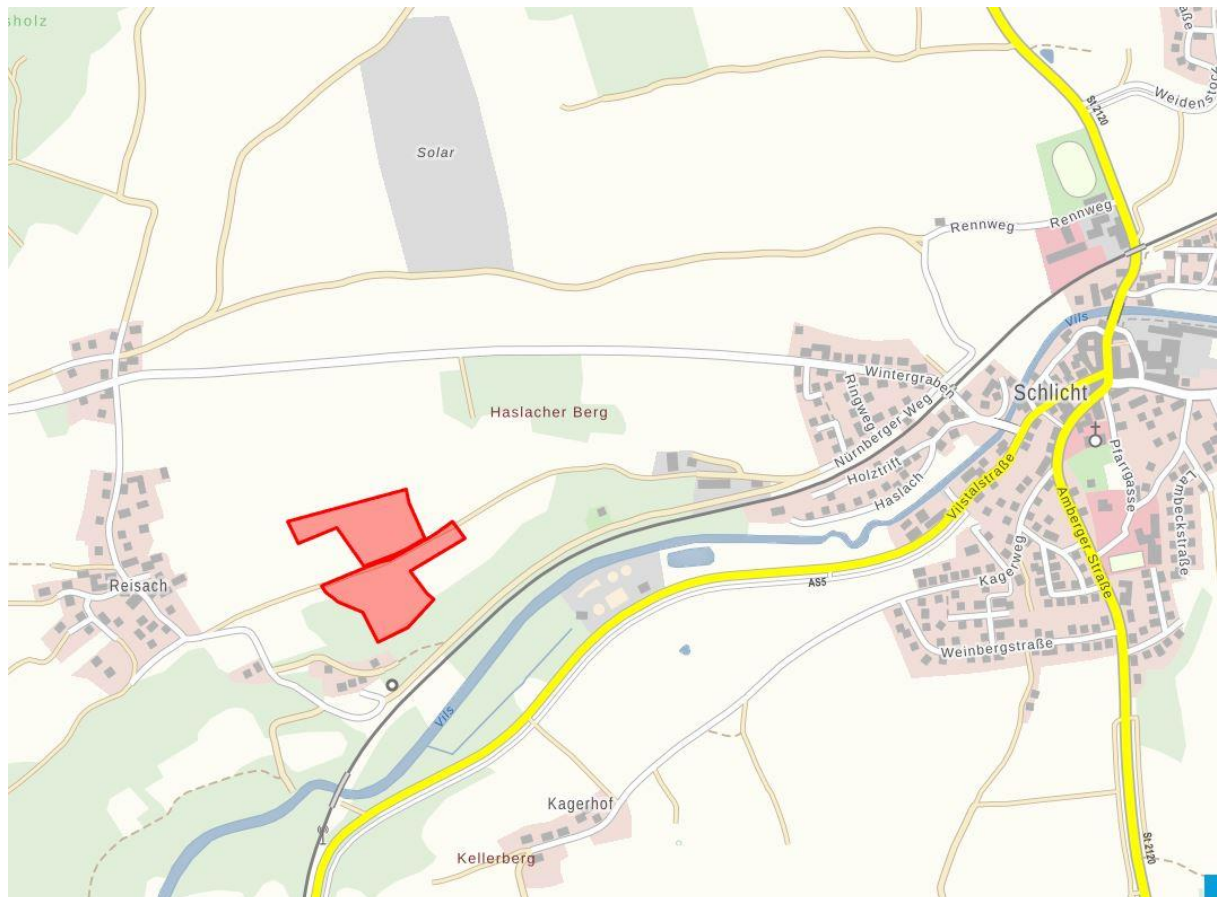 sholz
Solar
St 2120
Weidenstoc
Rennweg
Rennweg
Vils
Wintergraben
Ringweg
Schlicht
Haslacher Berg
Nürnberger Weg
Holztrift
Haslach
Vilstalstraße
Pfarrgasse
Lambeckstraße
Amberger Straße
Reisach
AS5
Kagerweg
Weinbergstraße
Vils
Kagerhof
Kellerberg
St 2120